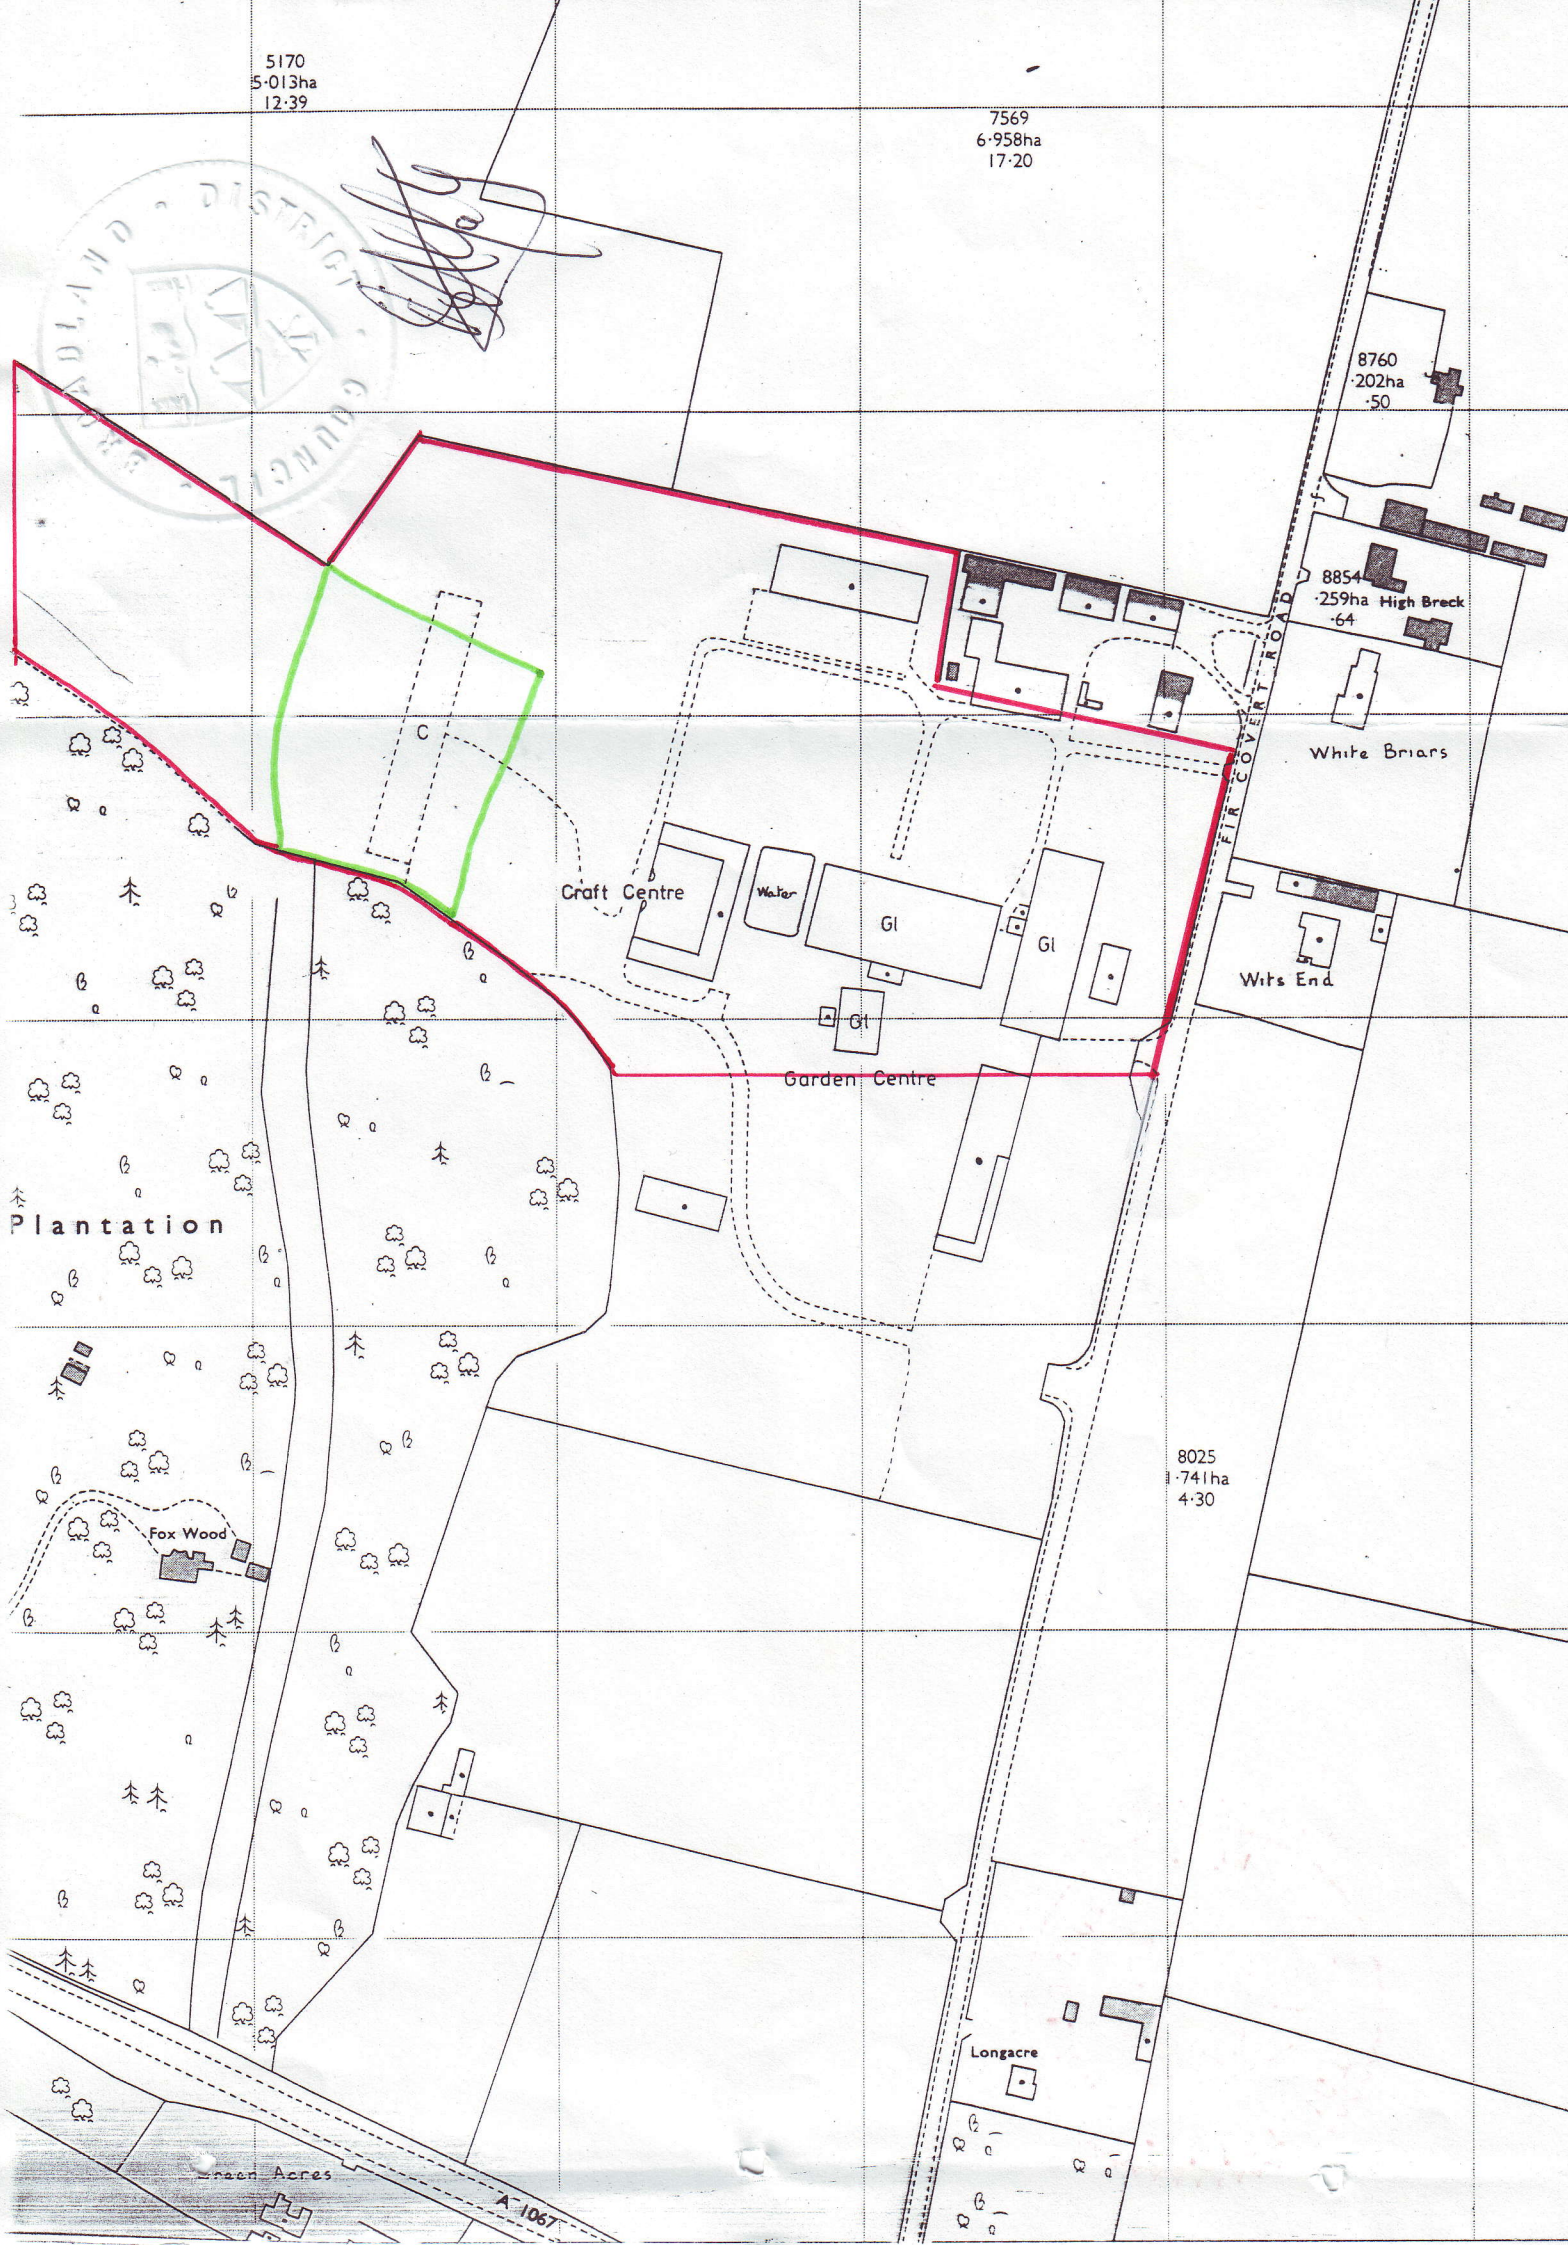 5170
5·013ha
12·39
7569
6·958ha
17·20
BROADLAND · DISTRICT · COUNCIL ·
8760
·202ha
·50
8854
·259ha
·64
High Breck
FIR COVERT ROAD
White Briars
C
Craft Centre
Water
Gl
Gl
Gl
Wits End
Garden Centre
Plantation
8025
1·741ha
4·30
Fox Wood
Longacre
Green Acres
A 1067